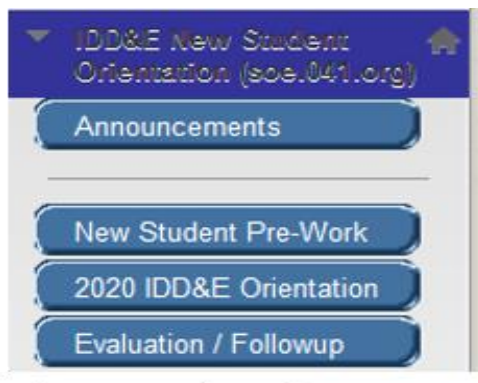 IDD&E New Student
Orientation (soe.041.org)
Announcements
New Student Pre-Work
2020 IDD&E Orientation
Evaluation / Followup